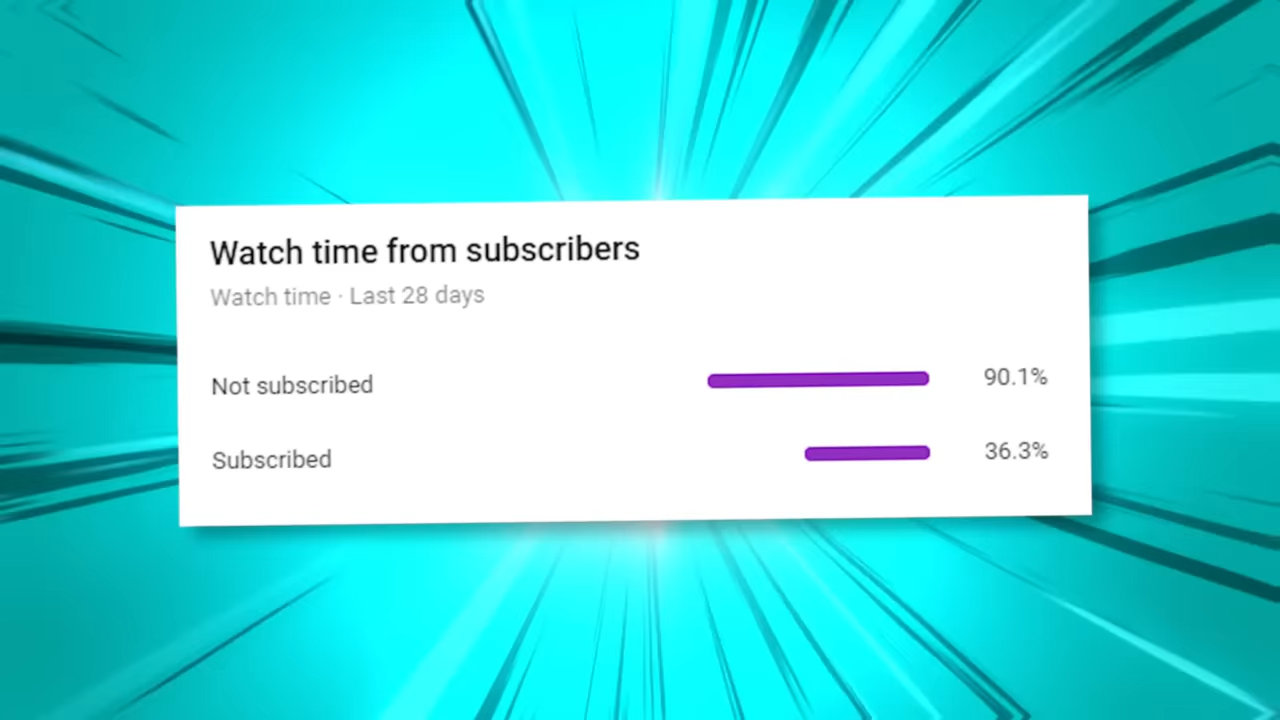 Watch time from subscribers
Watch time · Last 28 days
Not subscribed 90.1%
Subscribed 36.3%